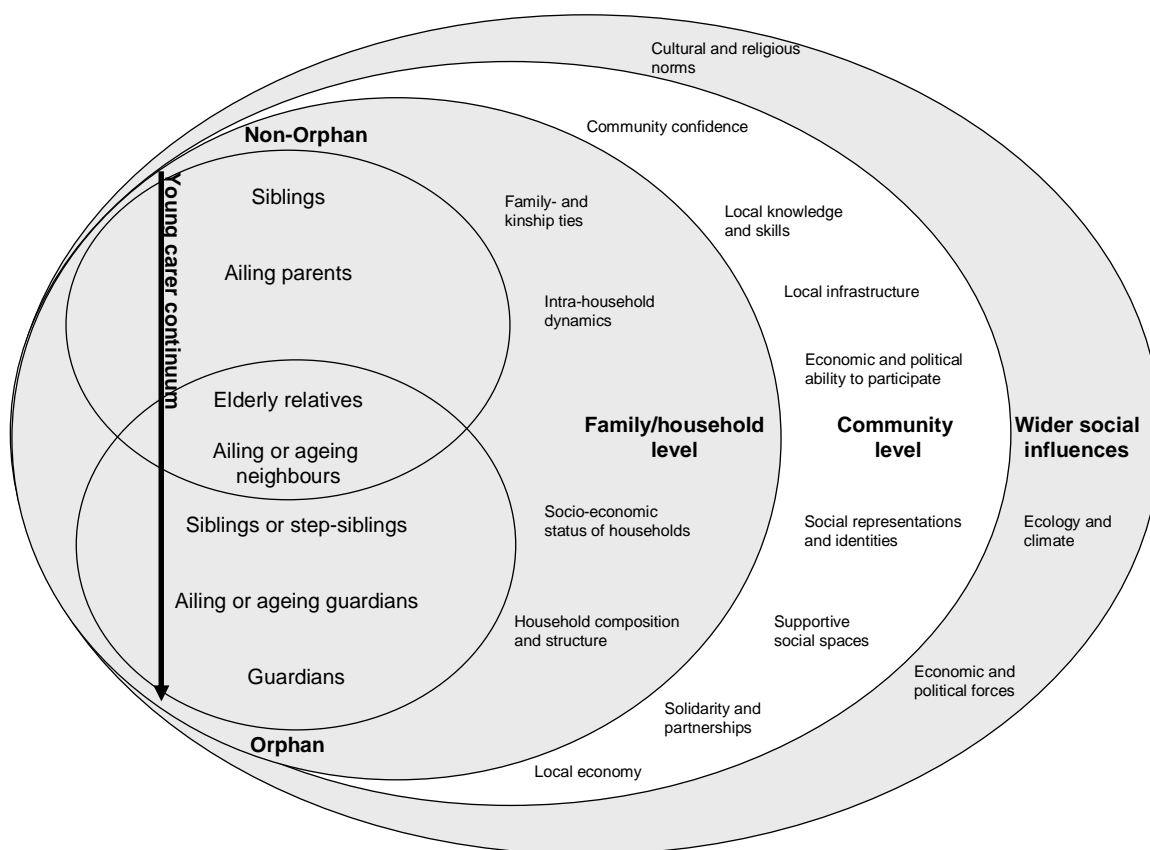 Cultural and religious
norms
Community confidence
Non-Orphan
Young carer continuum
Siblings
Family- and
kinship ties
Local knowledge
and skills
Ailing parents
Intra-household
dynamics
Local infrastructure
Economic and political
ability to participate
Elderly relatives
Ailing or ageing
neighbours
Family/household
level
Community
level
Wider social
influences
Siblings or step-siblings
Socio-economic
status of households
Social representations
and identities
Ecology and
climate
Ailing or ageing guardians
Household composition
and structure
Supportive
social spaces
Guardians
Economic and
political forces
Solidarity and
partnerships
Orphan
Local economy